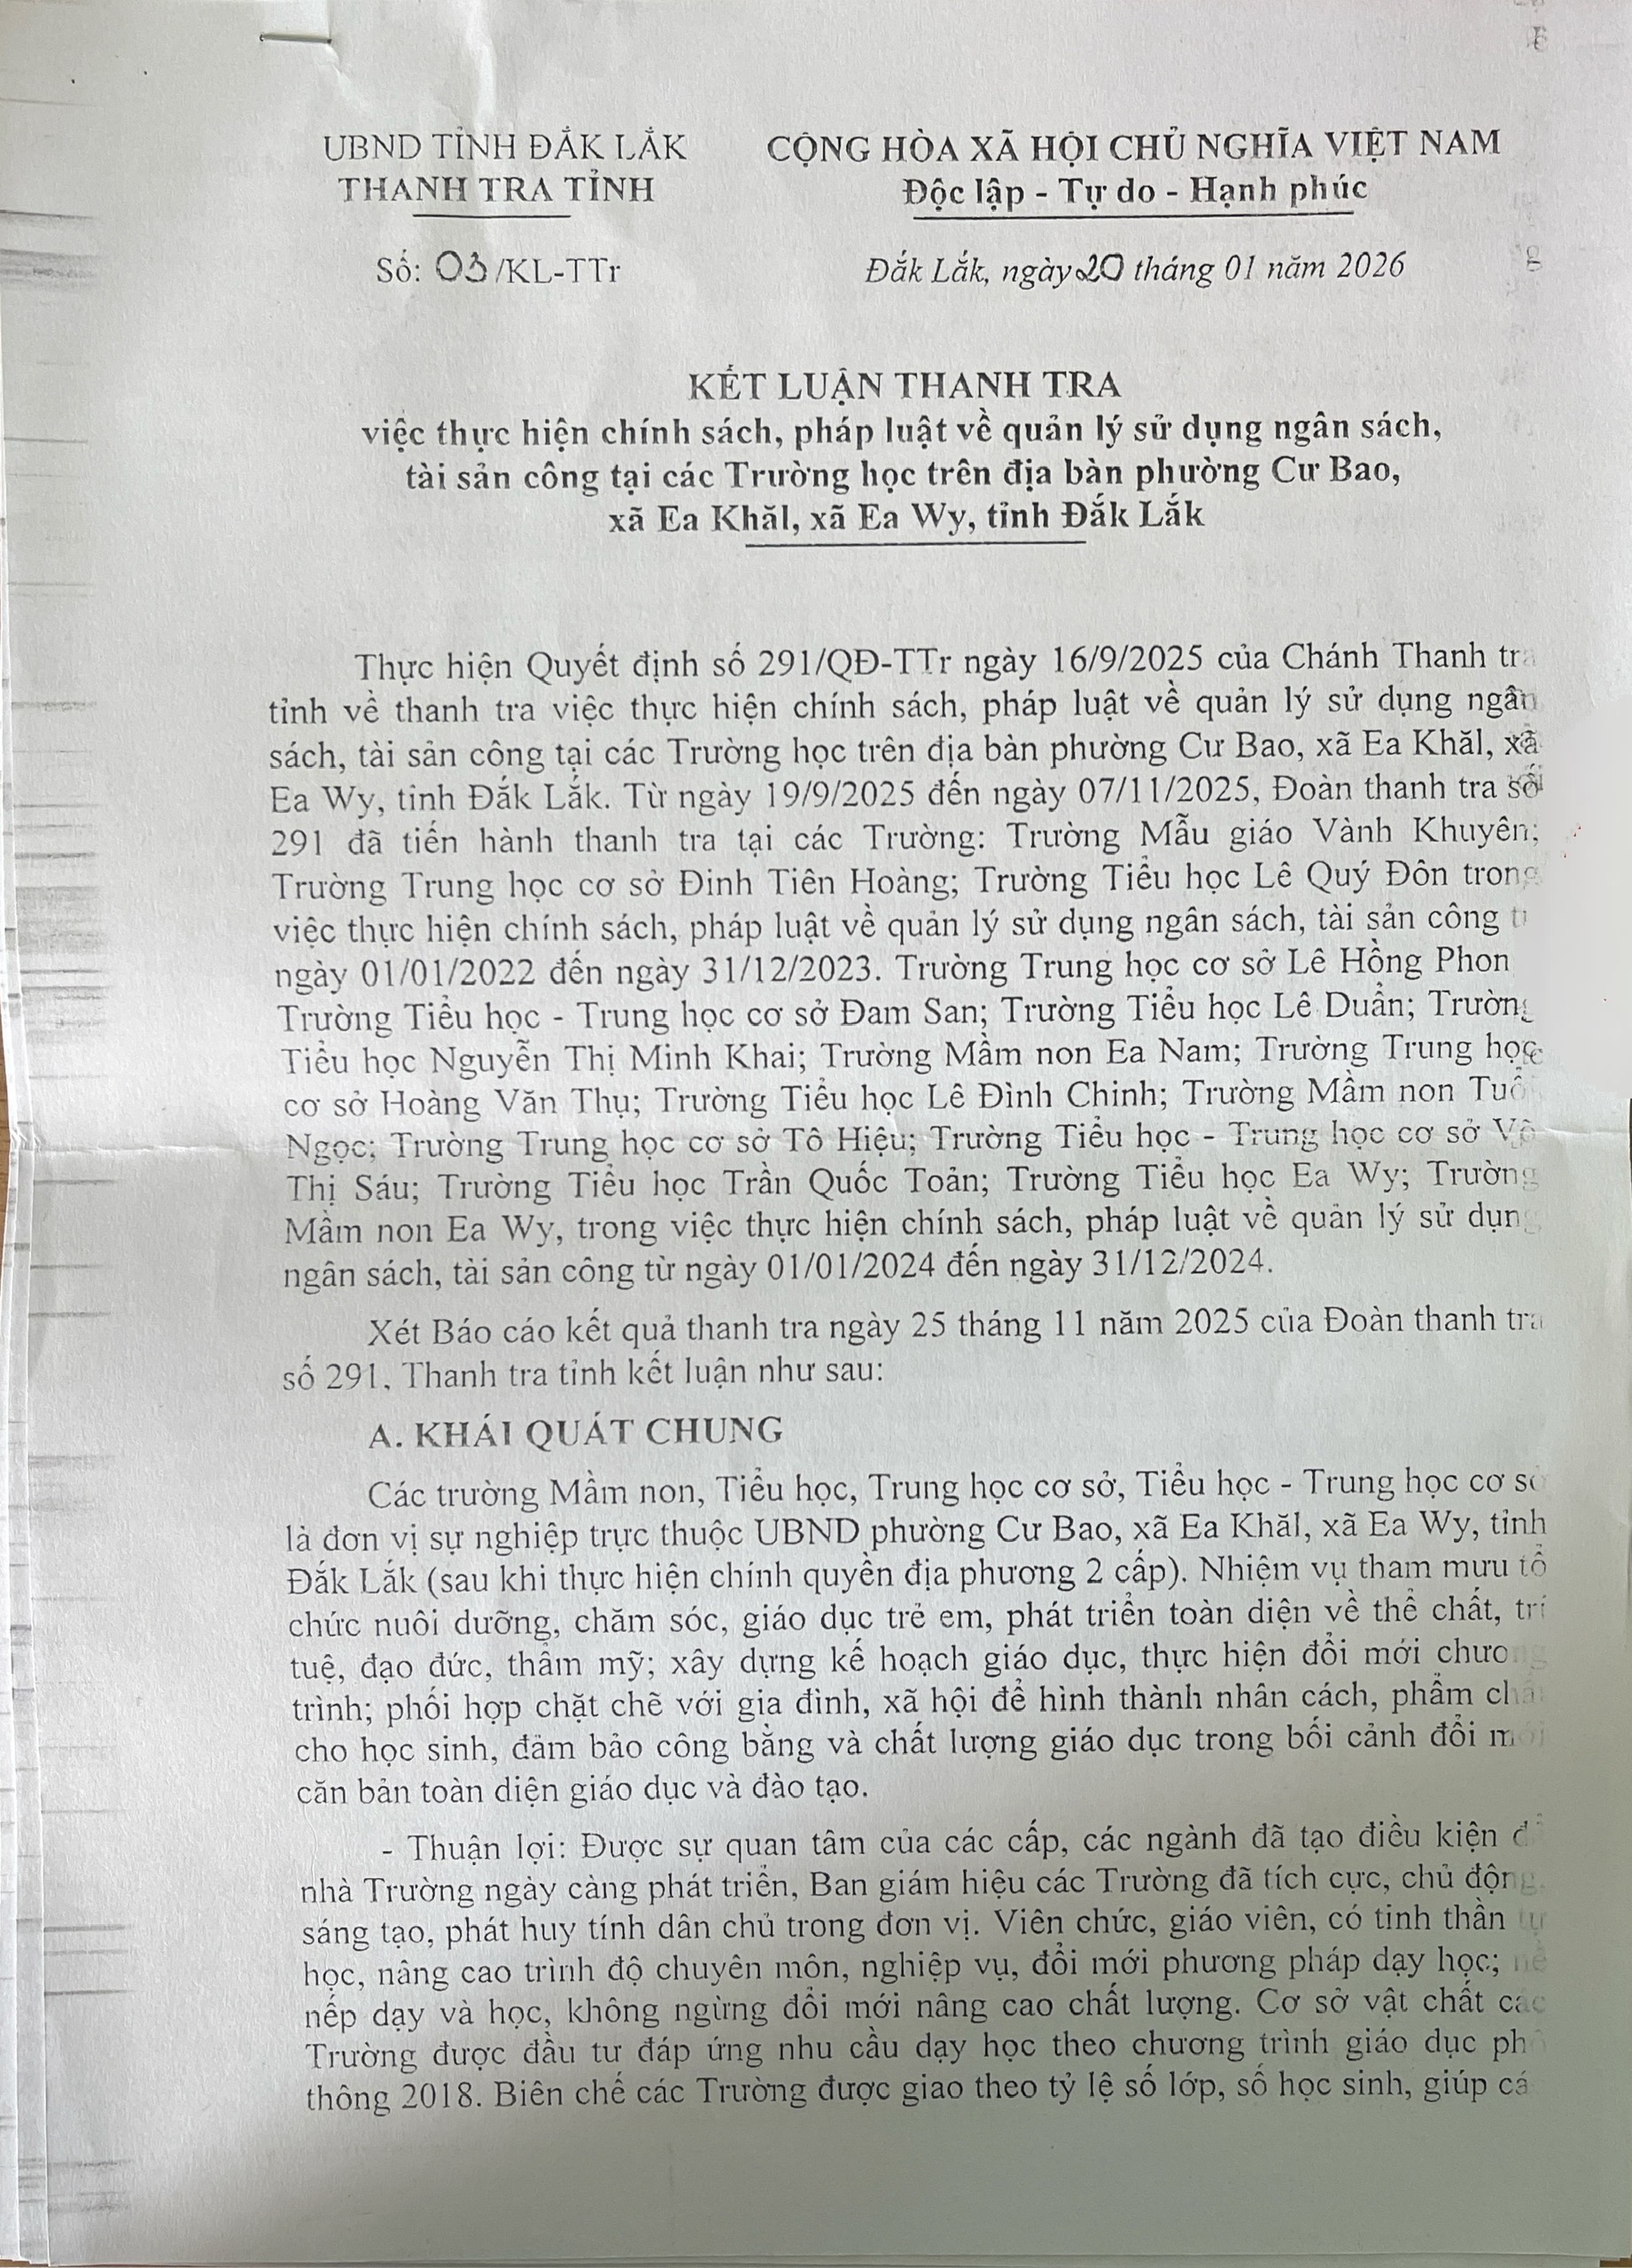 UBND TỈNH ĐẮK LẮK
THANH TRA TỈNH
CỘNG HÒA XÃ HỘI CHỦ NGHĨA VIỆT NAM
Độc lập - Tự do - Hạnh phúc
Số: 03/KL-TTr
Đắk Lắk, ngày 20 tháng 01 năm 2026
KẾT LUẬN THANH TRA
việc thực hiện chính sách, pháp luật về quản lý sử dụng ngân sách,
tài sản công tại các Trường học trên địa bàn phường Cư Bao,
xã Ea Khăl, xã Ea Wy, tỉnh Đắk Lắk
Thực hiện Quyết định số 291/QĐ-TTr ngày 16/9/2025 của Chánh Thanh tra
tỉnh về thanh tra việc thực hiện chính sách, pháp luật về quản lý sử dụng ngân
sách, tài sản công tại các Trường học trên địa bàn phường Cư Bao, xã Ea Khăl, xã
Ea Wy, tỉnh Đắk Lắk. Từ ngày 19/9/2025 đến ngày 07/11/2025, Đoàn thanh tra số
291 đã tiến hành thanh tra tại các Trường: Trường Mẫu giáo Vành Khuyên;
Trường Trung học cơ sở Đinh Tiên Hoàng; Trường Tiểu học Lê Quý Đôn trong
việc thực hiện chính sách, pháp luật về quản lý sử dụng ngân sách, tài sản công
ngày 01/01/2022 đến ngày 31/12/2023. Trường Trung học cơ sở Lê Hồng Phon
Trường Tiểu học - Trung học cơ sở Đam San; Trường Tiểu học Lê Duẩn; Trường
Tiểu học Nguyễn Thị Minh Khai; Trường Mầm non Ea Nam; Trường Trung học
cơ sở Hoàng Văn Thụ; Trường Tiểu học Lê Đình Chinh; Trường Mầm non Tuổ
Ngọc; Trường Trung học cơ sở Tô Hiệu; Trường Tiểu học - Trung học cơ sở Võ
Thị Sáu; Trường Tiểu học Trần Quốc Toản; Trường Tiểu học Ea Wy; Trường
Mầm non Ea Wy, trong việc thực hiện chính sách, pháp luật về quản lý sử dụng
ngân sách, tài sản công từ ngày 01/01/2024 đến ngày 31/12/2024.
Xét Báo cáo kết quả thanh tra ngày 25 tháng 11 năm 2025 của Đoàn thanh tra
số 291, Thanh tra tỉnh kết luận như sau:
A. KHÁI QUÁT CHUNG
Các trường Mầm non, Tiểu học, Trung học cơ sở, Tiểu học - Trung học cơ sở
là đơn vị sự nghiệp trực thuộc UBND phường Cư Bao, xã Ea Khăl, xã Ea Wy, tỉnh
Đắk Lắk (sau khi thực hiện chính quyền địa phương 2 cấp). Nhiệm vụ tham mưu tổ
chức nuôi dưỡng, chăm sóc, giáo dục trẻ em, phát triển toàn diện về thể chất, trí
tuệ, đạo đức, thẩm mỹ; xây dựng kế hoạch giáo dục, thực hiện đổi mới chương
trình; phối hợp chặt chẽ với gia đình, xã hội để hình thành nhân cách, phẩm chấ
cho học sinh, đảm bảo công bằng và chất lượng giáo dục trong bối cảnh đổi mới
căn bản toàn diện giáo dục và đào tạo.
- Thuận lợi: Được sự quan tâm của các cấp, các ngành đã tạo điều kiện để
nhà Trường ngày càng phát triển, Ban giám hiệu các Trường đã tích cực, chủ động,
sáng tạo, phát huy tính dân chủ trong đơn vị. Viên chức, giáo viên, có tinh thần tự
học, nâng cao trình độ chuyên môn, nghiệp vụ, đổi mới phương pháp dạy học; nề
nếp dạy và học, không ngừng đổi mới nâng cao chất lượng. Cơ sở vật chất các
Trường được đầu tư đáp ứng nhu cầu dạy học theo chương trình giáo dục phổ
thông 2018. Biên chế các Trường được giao theo tỷ lệ số lớp, số học sinh, giúp cá